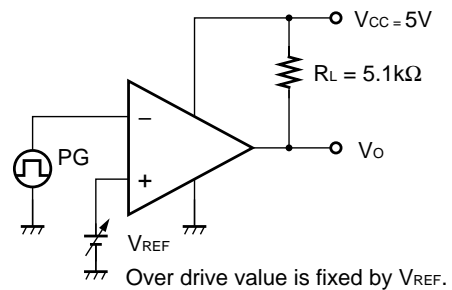 VCC = 5V
RL = 5.1kΩ
−
PG
VO
+
VREF
Over drive value is fixed by VREF.